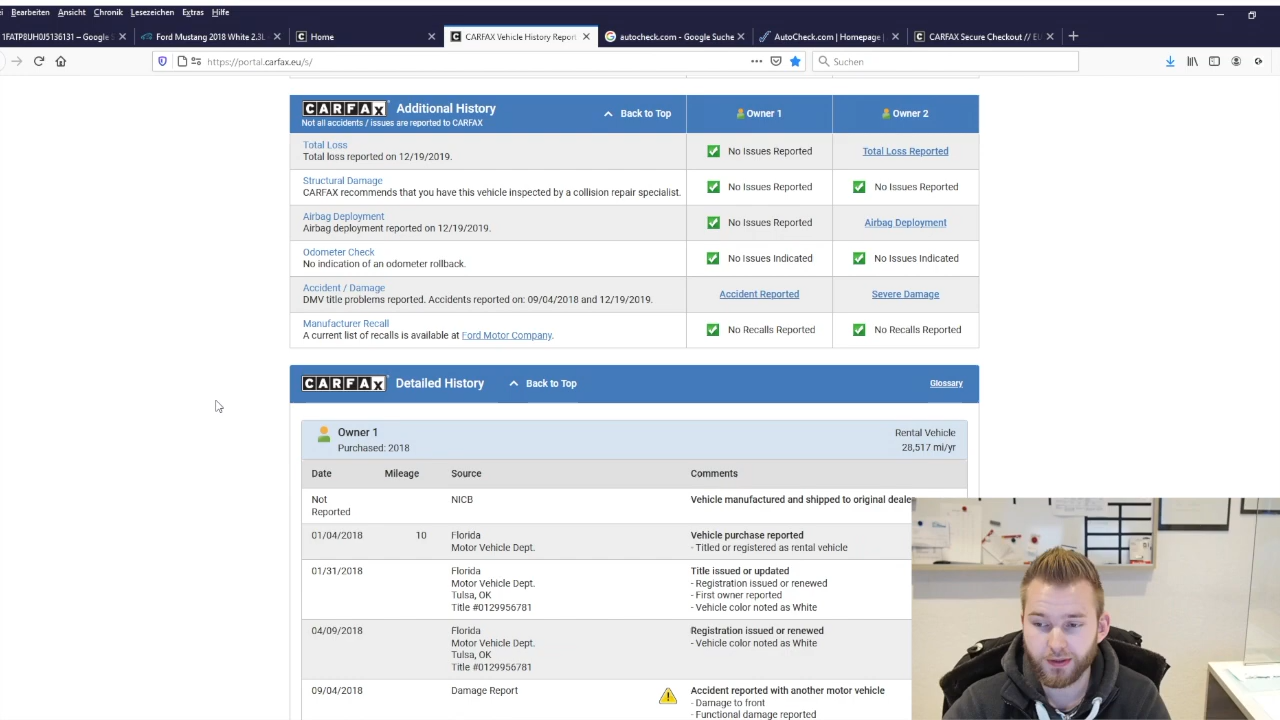 ei Bearbeiten Ansicht Chronik Lesezeichen Extras Hilfe
1FATP8UH0J5136131 – Google S
Ford Mustang 2018 White 2.3L
Home
CARFAX Vehicle History Report
autocheck.com - Google Suche
AutoCheck.com | Homepage
CARFAX Secure Checkout // EU
https://portal.carfax.eu/s/
Suchen
CARFAX Additional History
Not all accidents / issues are reported to CARFAX
Back to Top
Owner 1
Owner 2
Total Loss
Total loss reported on 12/19/2019.
No Issues Reported
Total Loss Reported
Structural Damage
CARFAX recommends that you have this vehicle inspected by a collision repair specialist.
No Issues Reported
No Issues Reported
Airbag Deployment
Airbag deployment reported on 12/19/2019.
No Issues Reported
Airbag Deployment
Odometer Check
No indication of an odometer rollback.
No Issues Indicated
No Issues Indicated
Accident / Damage
DMV title problems reported. Accidents reported on: 09/04/2018 and 12/19/2019.
Accident Reported
Severe Damage
Manufacturer Recall
A current list of recalls is available at Ford Motor Company.
No Recalls Reported
No Recalls Reported
CARFAX Detailed History
Back to Top
Glossary
Owner 1
Purchased: 2018
Rental Vehicle
28,517 mi/yr
Date Mileage Source Comments
Not
Reported
NICB
Vehicle manufactured and shipped to original deale
01/04/2018
10
Florida
Motor Vehicle Dept.
Vehicle purchase reported
- Titled or registered as rental vehicle
01/31/2018
Florida
Motor Vehicle Dept.
Tulsa, OK
Title #0129956781
Title issued or updated
- Registration issued or renewed
- First owner reported
- Vehicle color noted as White
04/09/2018
Florida
Motor Vehicle Dept.
Tulsa, OK
Title #0129956781
Registration issued or renewed
- Vehicle color noted as White
09/04/2018
Damage Report
Accident reported with another motor vehicle
- Damage to front
- Functional damage reported